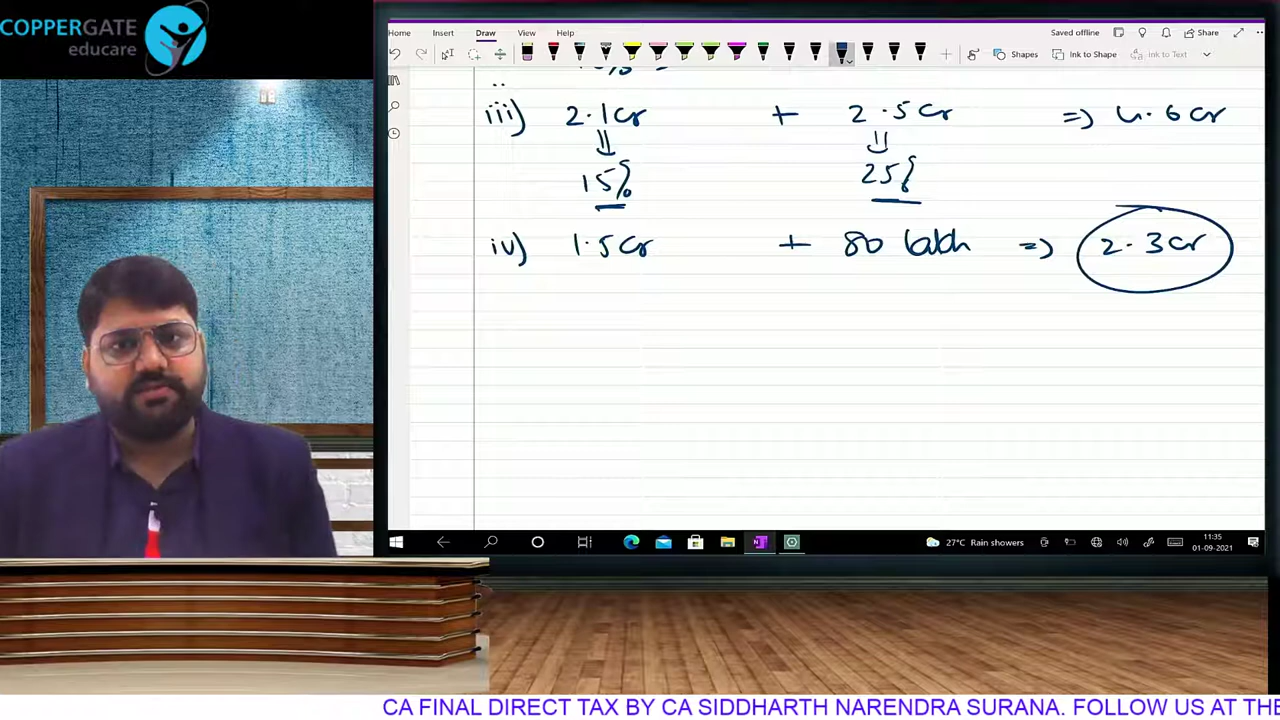 COPPERGATE
educare
Home Insert Draw View Help Saved offline Share
Shapes Ink to Shape Ink to Text
iii) 2.1cr + 2.5cr => 4.6cr
15% 25%
iv) 1.5cr + 80 lakh => 2.3cr
27°C Rain showers 11:35
01-09-2021
CA FINAL DIRECT TAX BY CA SIDDHARTH NARENDRA SURANA. FOLLOW US AT THE